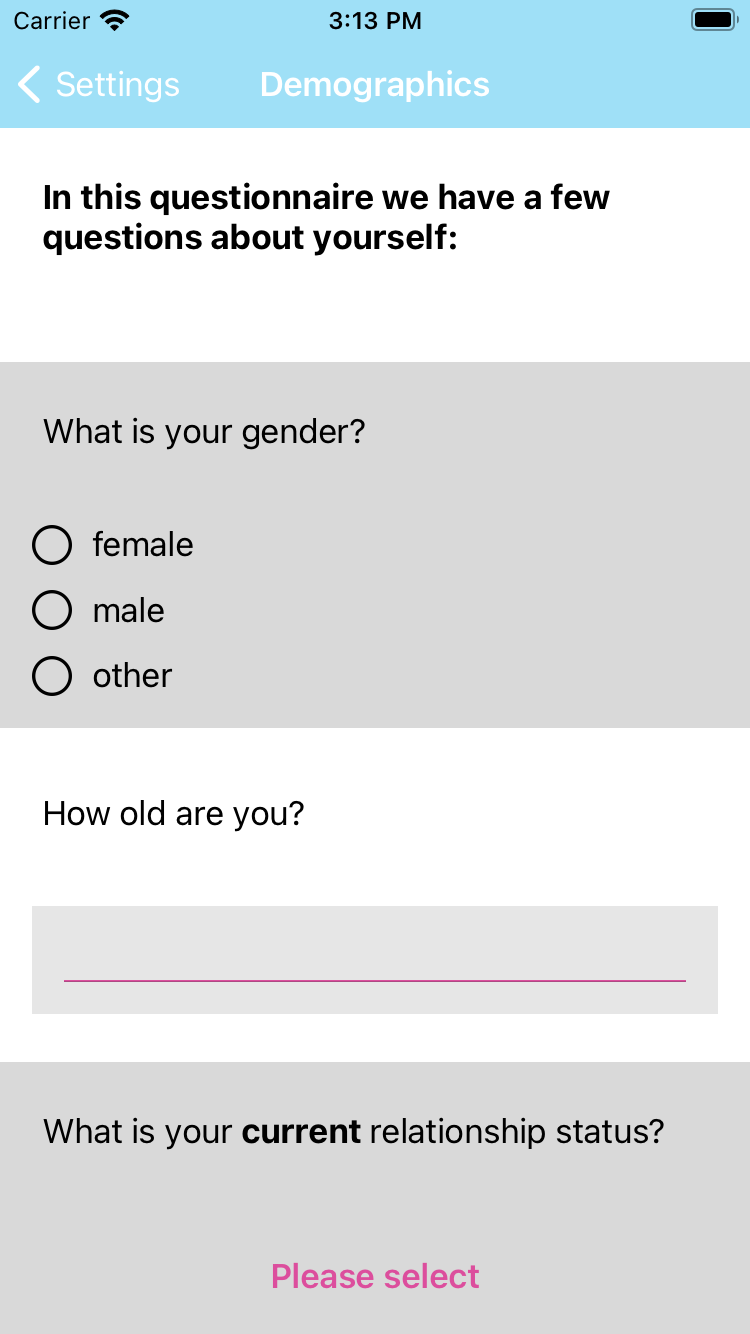 Carrier 3:13 PM
Settings Demographics
In this questionnaire we have a few
questions about yourself:
What is your gender?
female
male
other
How old are you?
What is your current relationship status?
Please select